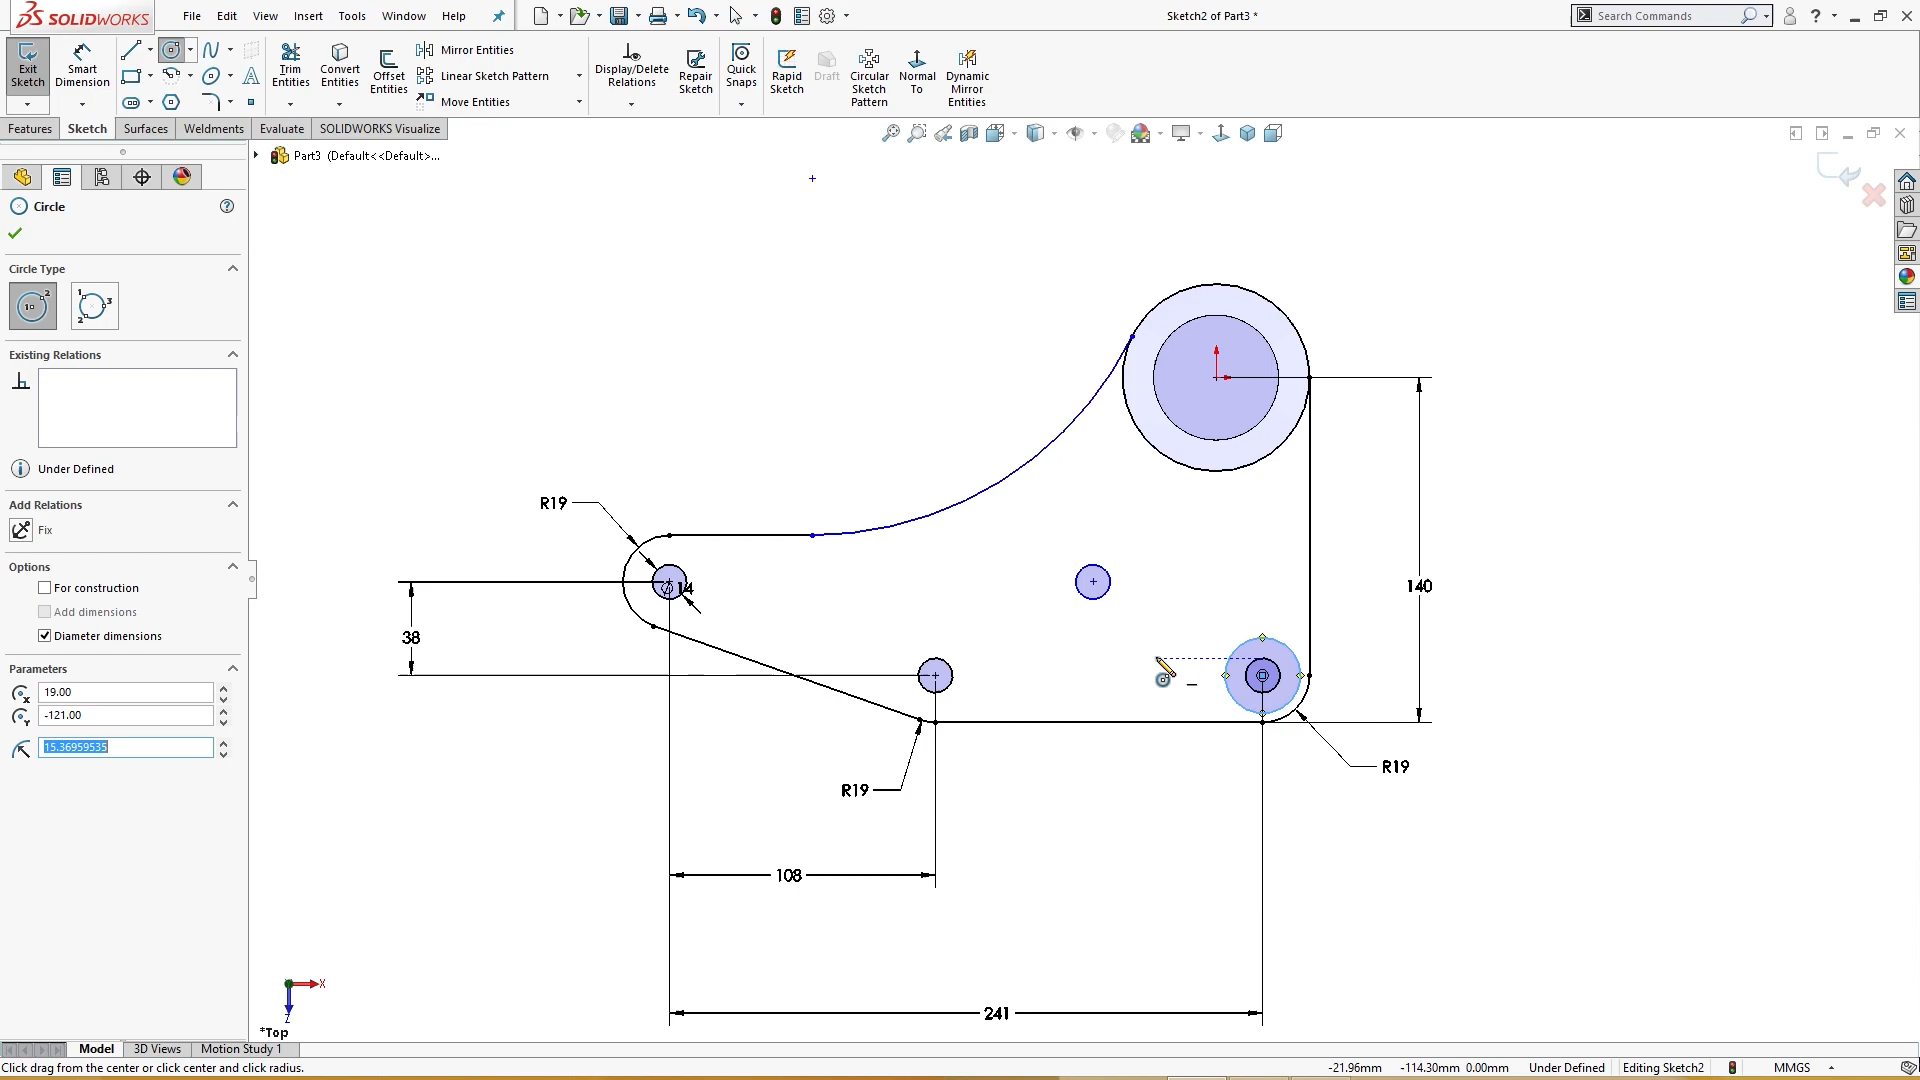 SOLIDWORKS
File Edit View Insert Tools Window Help
Sketch2 of Part3 *
Search Commands
Exit Sketch
Smart Dimension
Trim Entities
Convert Entities
Offset Entities
Mirror Entities
Linear Sketch Pattern
Move Entities
Display/Delete Relations
Repair Sketch
Quick Snaps
Rapid Sketch
Draft
Circular Sketch Pattern
Normal To
Dynamic Mirror Entities
Features Sketch Surfaces Weldments Evaluate SOLIDWORKS Visualize
Part3 (Default<<Default>...
Circle
Circle Type
Existing Relations
Under Defined
Add Relations
Fix
Options
For construction
Add dimensions
Diameter dimensions
Parameters
19.00
-121.00
15.36959535
R19
14
38
140
R19
R19
108
241
X
Z
*Top
Model 3D Views Motion Study 1
Click drag from the center or click center and click radius.
-21.96mm -114.30mm 0.00mm Under Defined Editing Sketch2 MMGS